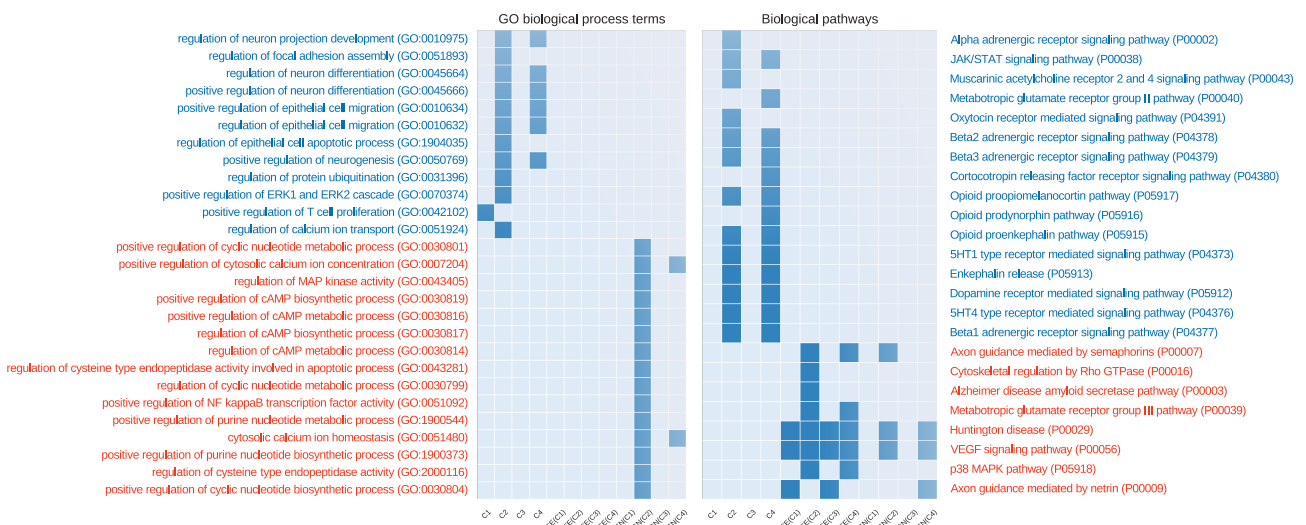 GO biological process terms
Biological pathways
regulation of neuron projection development (GO:0010975)
regulation of focal adhesion assembly (GO:0051893)
regulation of neuron differentiation (GO:0045664)
positive regulation of neuron differentiation (GO:0045666)
positive regulation of epithelial cell migration (GO:0010634)
regulation of epithelial cell migration (GO:0010632)
regulation of epithelial cell apoptotic process (GO:1904035)
positive regulation of neurogenesis (GO:0050769)
regulation of protein ubiquitination (GO:0031396)
positive regulation of ERK1 and ERK2 cascade (GO:0070374)
positive regulation of T cell proliferation (GO:0042102)
regulation of calcium ion transport (GO:0051924)
positive regulation of cyclic nucleotide metabolic process (GO:0030801)
positive regulation of cytosolic calcium ion concentration (GO:0007204)
regulation of MAP kinase activity (GO:0043405)
positive regulation of cAMP biosynthetic process (GO:0030819)
positive regulation of cAMP metabolic process (GO:0030816)
regulation of cAMP biosynthetic process (GO:0030817)
regulation of cAMP metabolic process (GO:0030814)
regulation of cysteine type endopeptidase activity involved in apoptotic process (GO:0043281)
regulation of cyclic nucleotide metabolic process (GO:0030799)
positive regulation of NF kappaB transcription factor activity (GO:0051092)
positive regulation of purine nucleotide metabolic process (GO:1900544)
cytosolic calcium ion homeostasis (GO:0051480)
positive regulation of purine nucleotide biosynthetic process (GO:1900373)
regulation of cysteine type endopeptidase activity (GO:2000116)
positive regulation of cyclic nucleotide biosynthetic process (GO:0030804)
Alpha adrenergic receptor signaling pathway (P00002)
JAK/STAT signaling pathway (P00038)
Muscarinic acetylcholine receptor 2 and 4 signaling pathway (P00043)
Metabotropic glutamate receptor group II pathway (P00040)
Oxytocin receptor mediated signaling pathway (P04391)
Beta2 adrenergic receptor signaling pathway (P04378)
Beta3 adrenergic receptor signaling pathway (P04379)
Cortocotropin releasing factor receptor signaling pathway (P04380)
Opioid proopiomelanocortin pathway (P05917)
Opioid prodynorphin pathway (P05916)
Opioid proenkephalin pathway (P05915)
5HT1 type receptor mediated signaling pathway (P04373)
Enkephalin release (P05913)
Dopamine receptor mediated signaling pathway (P05912)
5HT4 type receptor mediated signaling pathway (P04376)
Beta1 adrenergic receptor signaling pathway (P04377)
Axon guidance mediated by semaphorins (P00007)
Cytoskeletal regulation by Rho GTPase (P00016)
Alzheimer disease amyloid secretase pathway (P00003)
Metabotropic glutamate receptor group III pathway (P00039)
Huntington disease (P00029)
VEGF signaling pathway (P00056)
p38 MAPK pathway (P05918)
Axon guidance mediated by netrin (P00009)
C1 C2 C3 C4
C1 C2 C3 C4